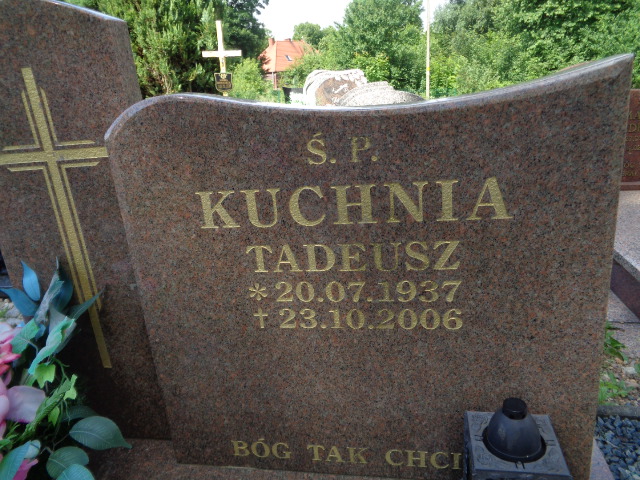 Ś. P.
KUCHNIA
TADEUSZ
* 20.07.1937
† 23.10.2006
BÓG TAK CHCI